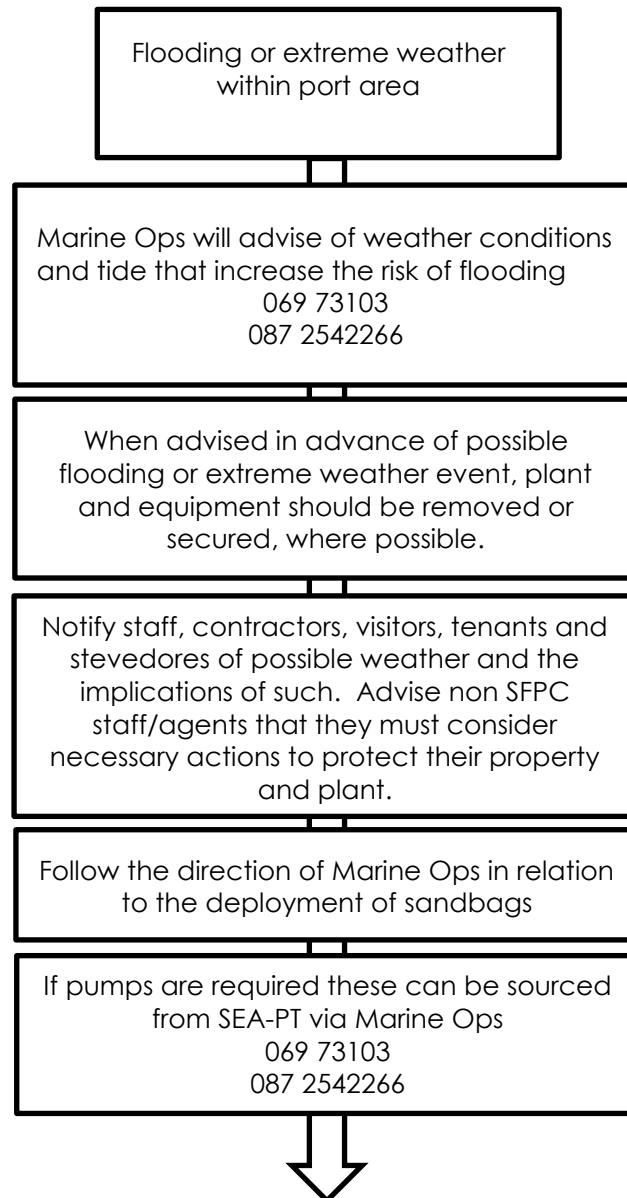 Flooding or extreme weather
within port area
Marine Ops will advise of weather conditions
and tide that increase the risk of flooding
069 73103
087 2542266
When advised in advance of possible
flooding or extreme weather event, plant
and equipment should be removed or
secured, where possible.
Notify staff, contractors, visitors, tenants and
stevedores of possible weather and the
implications of such.  Advise non SFPC
staff/agents that they must consider
necessary actions to protect their property
and plant.
Follow the direction of Marine Ops in relation
to the deployment of sandbags
If pumps are required these can be sourced
from SEA-PT via Marine Ops
069 73103
087 2542266